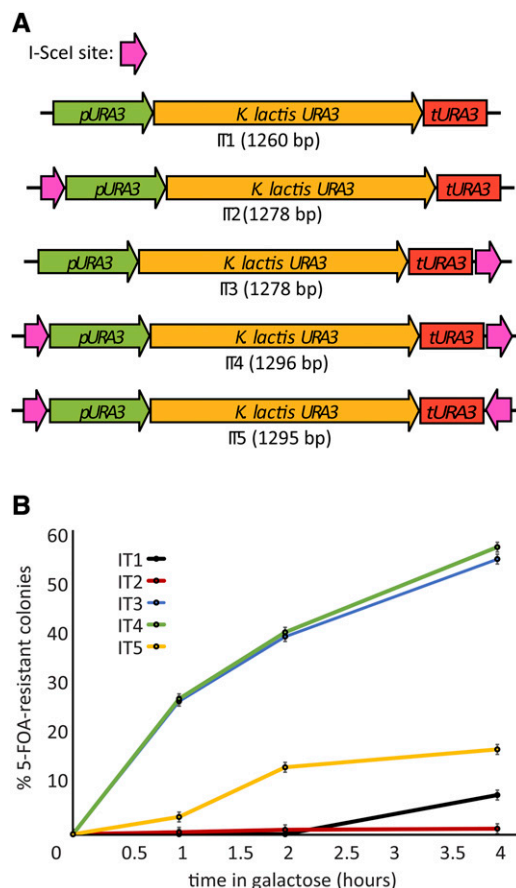 A
I-SceI site:
pURA3 K. lactis URA3 tURA3
IT1 (1260 bp)
pURA3 K. lactis URA3 tURA3
IT2 (1278 bp)
pURA3 K. lactis URA3 tURA3
IT3 (1278 bp)
pURA3 K. lactis URA3 tURA3
IT4 (1296 bp)
pURA3 K. lactis URA3 tURA3
IT5 (1295 bp)
B
% 5-FOA-resistant colonies
60
50
40
30
20
10
IT1
IT2
IT3
IT4
IT5
0 0.5 1 1.5 2 2.5 3 3.5 4
time in galactose (hours)